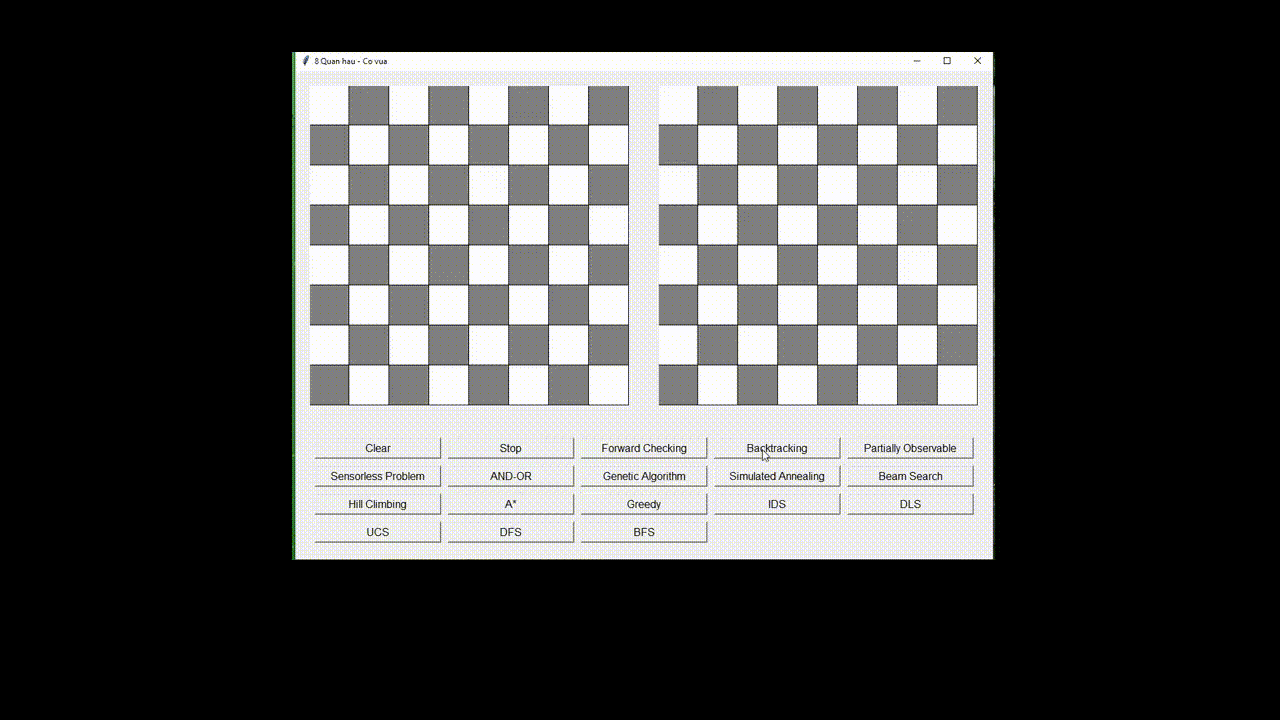 8 Quan hau - Co vua
Clear Stop Forward Checking Backtracking Partially Observable
Sensorless Problem AND-OR Genetic Algorithm Simulated Annealing Beam Search
Hill Climbing A* Greedy IDS DLS
UCS DFS BFS